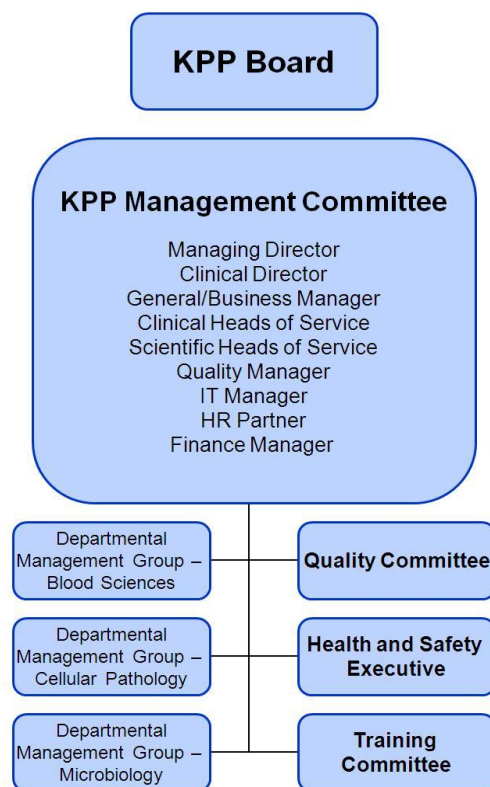 KPP Board
KPP Management Committee
Managing Director
Clinical Director
General/Business Manager
Clinical Heads of Service
Scientific Heads of Service
Quality Manager
IT Manager
HR Partner
Finance Manager
Departmental
Management Group –
Blood Sciences
Quality Committee
Departmental
Management Group –
Cellular Pathology
Health and Safety
Executive
Departmental
Management Group –
Microbiology
Training
Committee